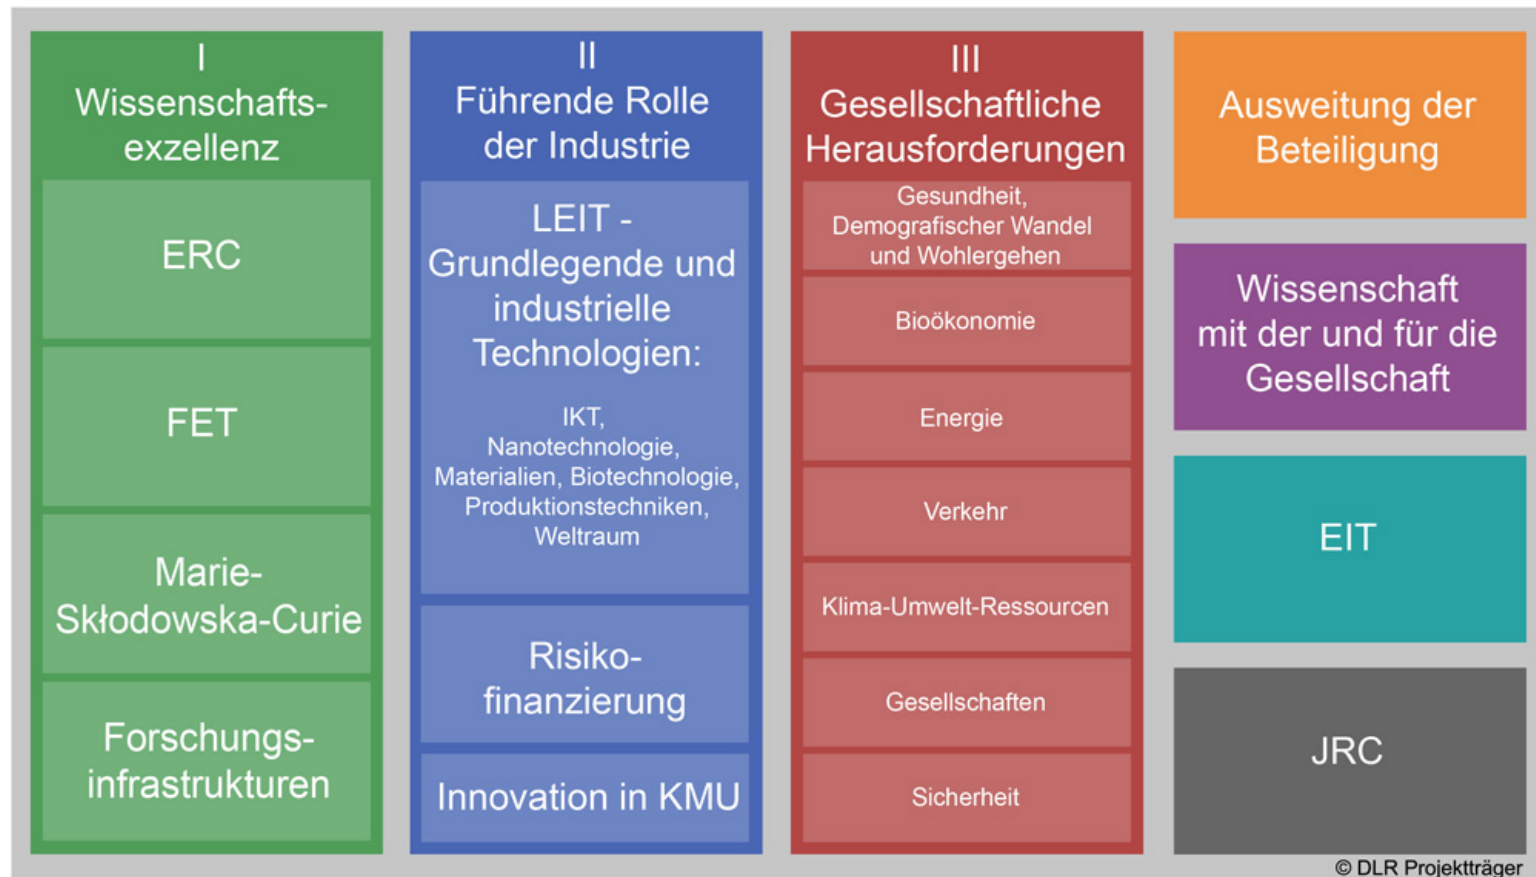 I
Wissenschafts-
exzellenz
ERC
FET
Marie-
Skłodowska-Curie
Forschungs-
infrastrukturen
II
Führende Rolle
der Industrie
LEIT -
Grundlegende und
industrielle
Technologien:
IKT,
Nanotechnologie,
Materialien, Biotechnologie,
Produktionstechniken,
Weltraum
Risiko-
finanzierung
Innovation in KMU
III
Gesellschaftliche
Herausforderungen
Gesundheit,
Demografischer Wandel
und Wohlergehen
Bioökonomie
Energie
Verkehr
Klima-Umwelt-Ressourcen
Gesellschaften
Sicherheit
Ausweitung der
Beteiligung
Wissenschaft
mit der und für die
Gesellschaft
EIT
JRC
© DLR Projektträger